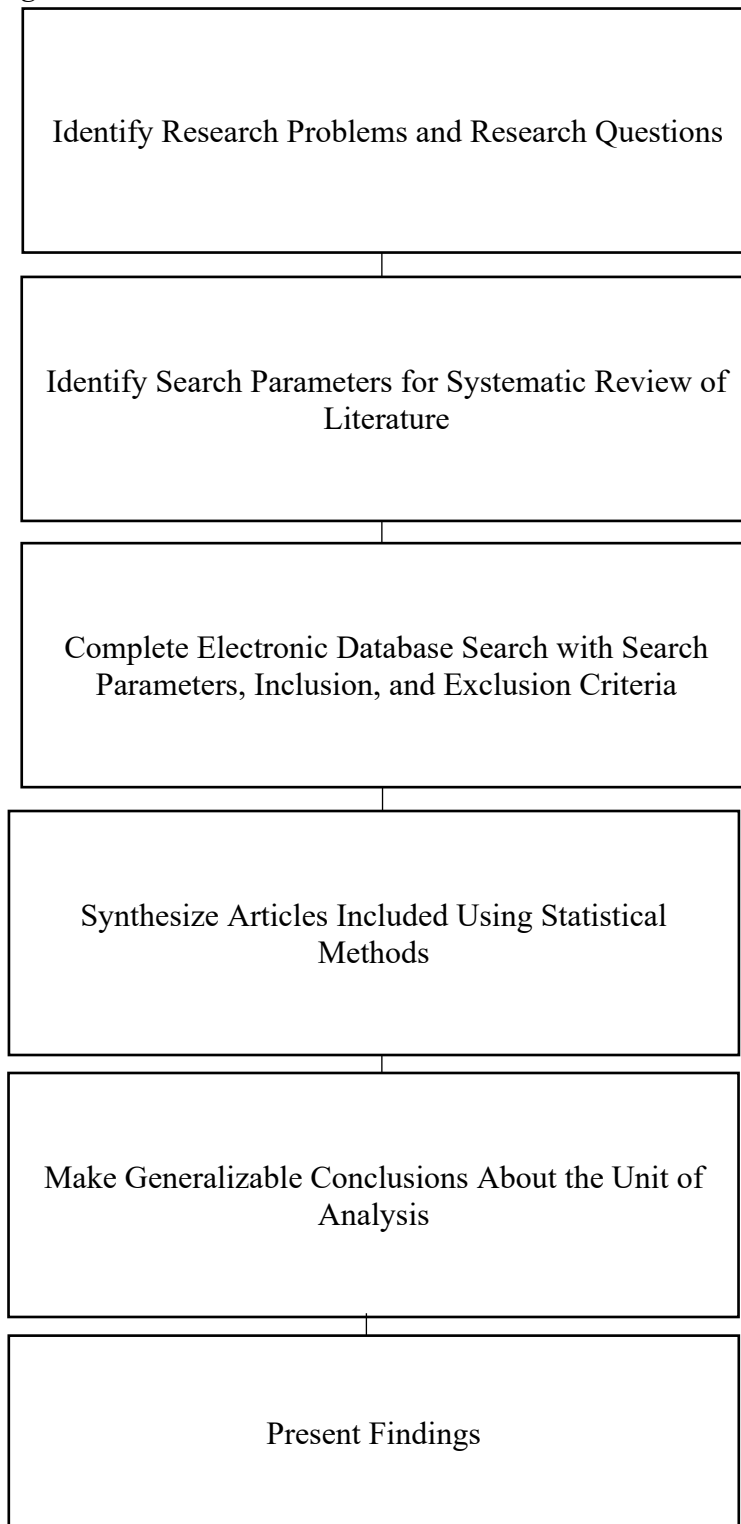 Identify Research Problems and Research Questions
Identify Search Parameters for Systematic Review of
Literature
Complete Electronic Database Search with Search
Parameters, Inclusion, and Exclusion Criteria
Synthesize Articles Included Using Statistical
Methods
Make Generalizable Conclusions About the Unit of
Analysis
Present Findings